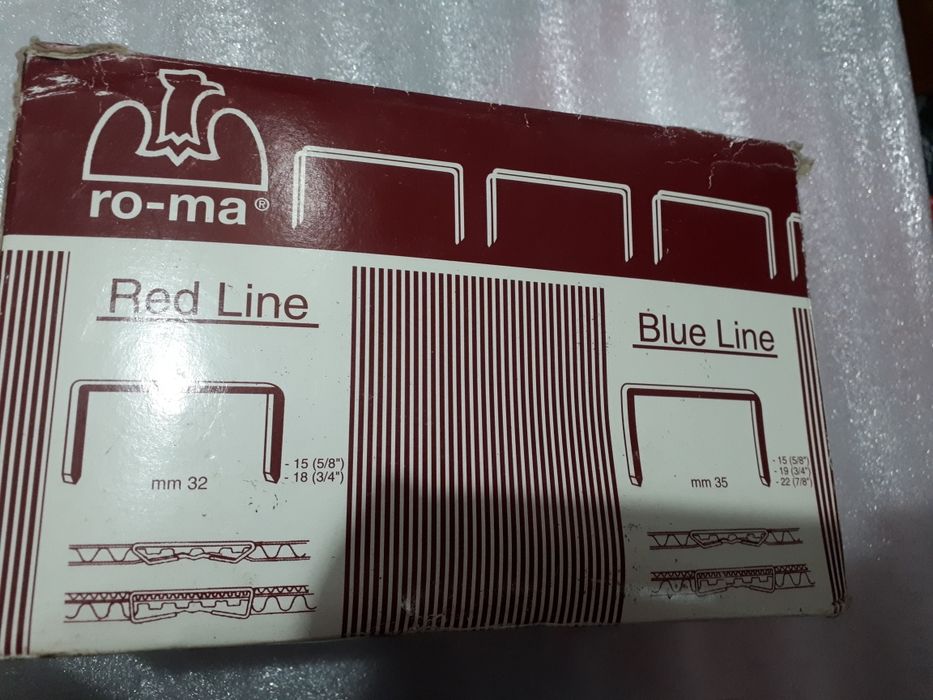 ro-ma®
Red Line
mm 32
- 15 (5/8")
- 18 (3/4")
Blue Line
mm 35
- 15 (5/8")
- 19 (3/4")
- 22 (7/8")